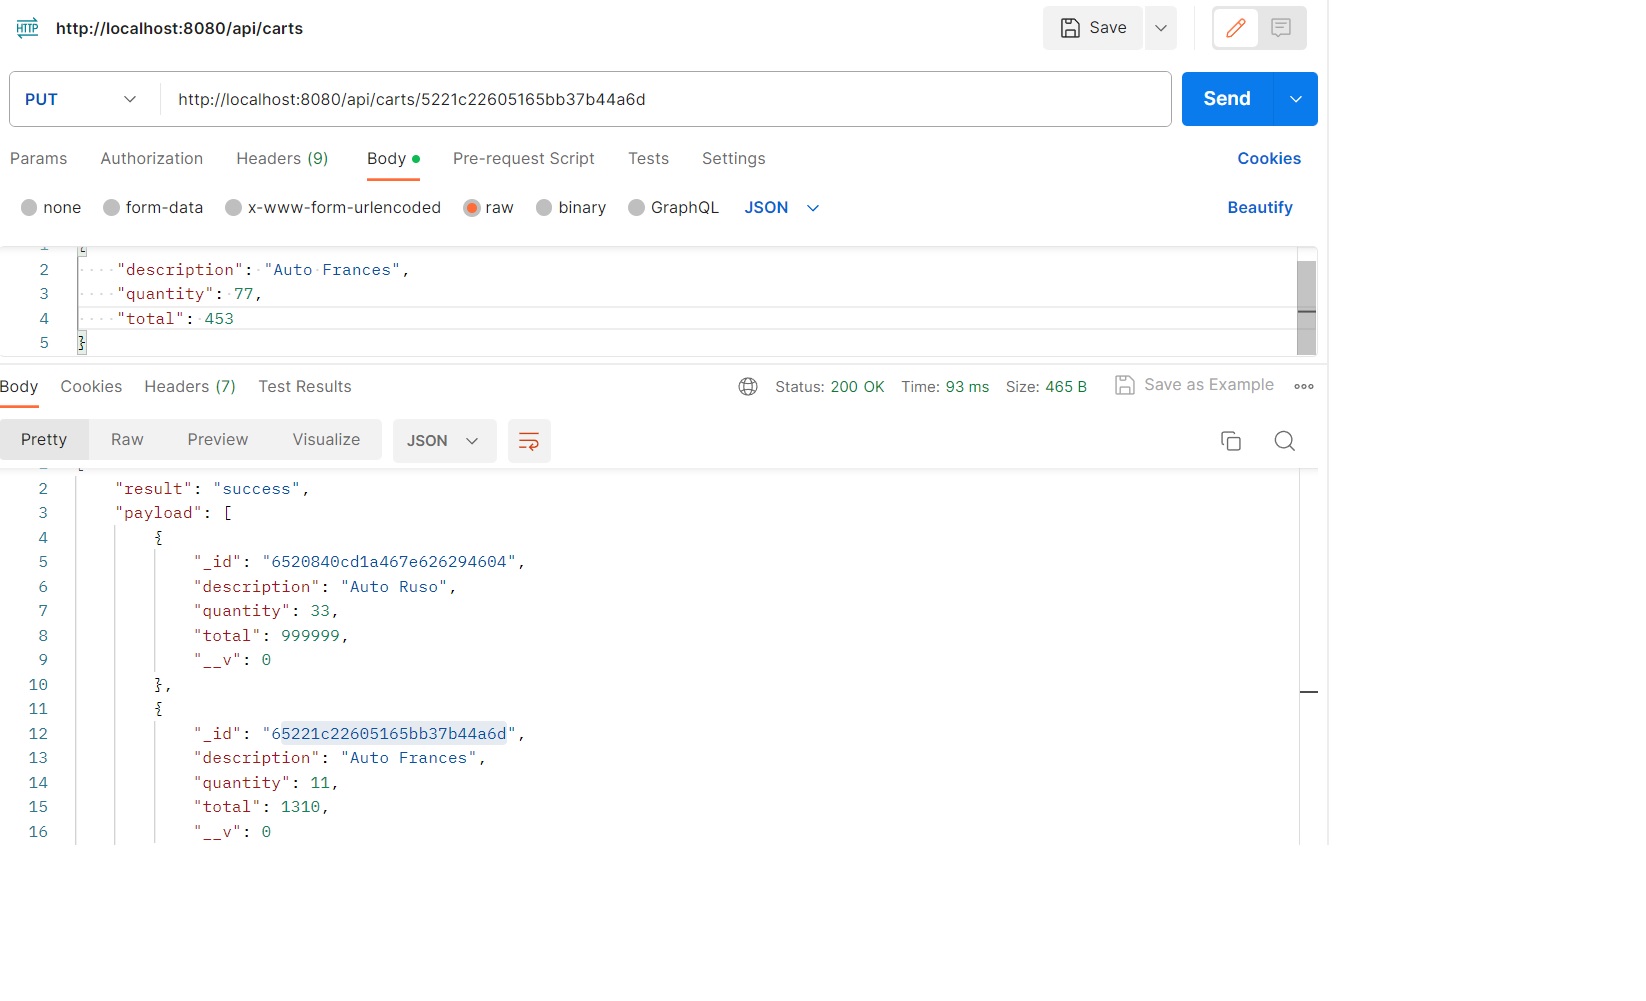 HTTP http://localhost:8080/api/carts Save
PUT http://localhost:8080/api/carts/5221c22605165bb37b44a6d Send
Params Authorization Headers (9) Body Pre-request Script Tests Settings Cookies
none form-data x-www-form-urlencoded raw binary GraphQL JSON Beautify
2 "description": "Auto Frances",
3 "quantity": 77,
4 "total": 453
5 }
Body Cookies Headers (7) Test Results Status: 200 OK Time: 93 ms Size: 465 B Save as Example
Pretty Raw Preview Visualize JSON
2 "result": "success",
3 "payload": [
4 {
5 "_id": "6520840cd1a467e626294604",
6 "description": "Auto Ruso",
7 "quantity": 33,
8 "total": 999999,
9 "__v": 0
10 },
11 {
12 "_id": "65221c22605165bb37b44a6d",
13 "description": "Auto Frances",
14 "quantity": 11,
15 "total": 1310,
16 "__v": 0